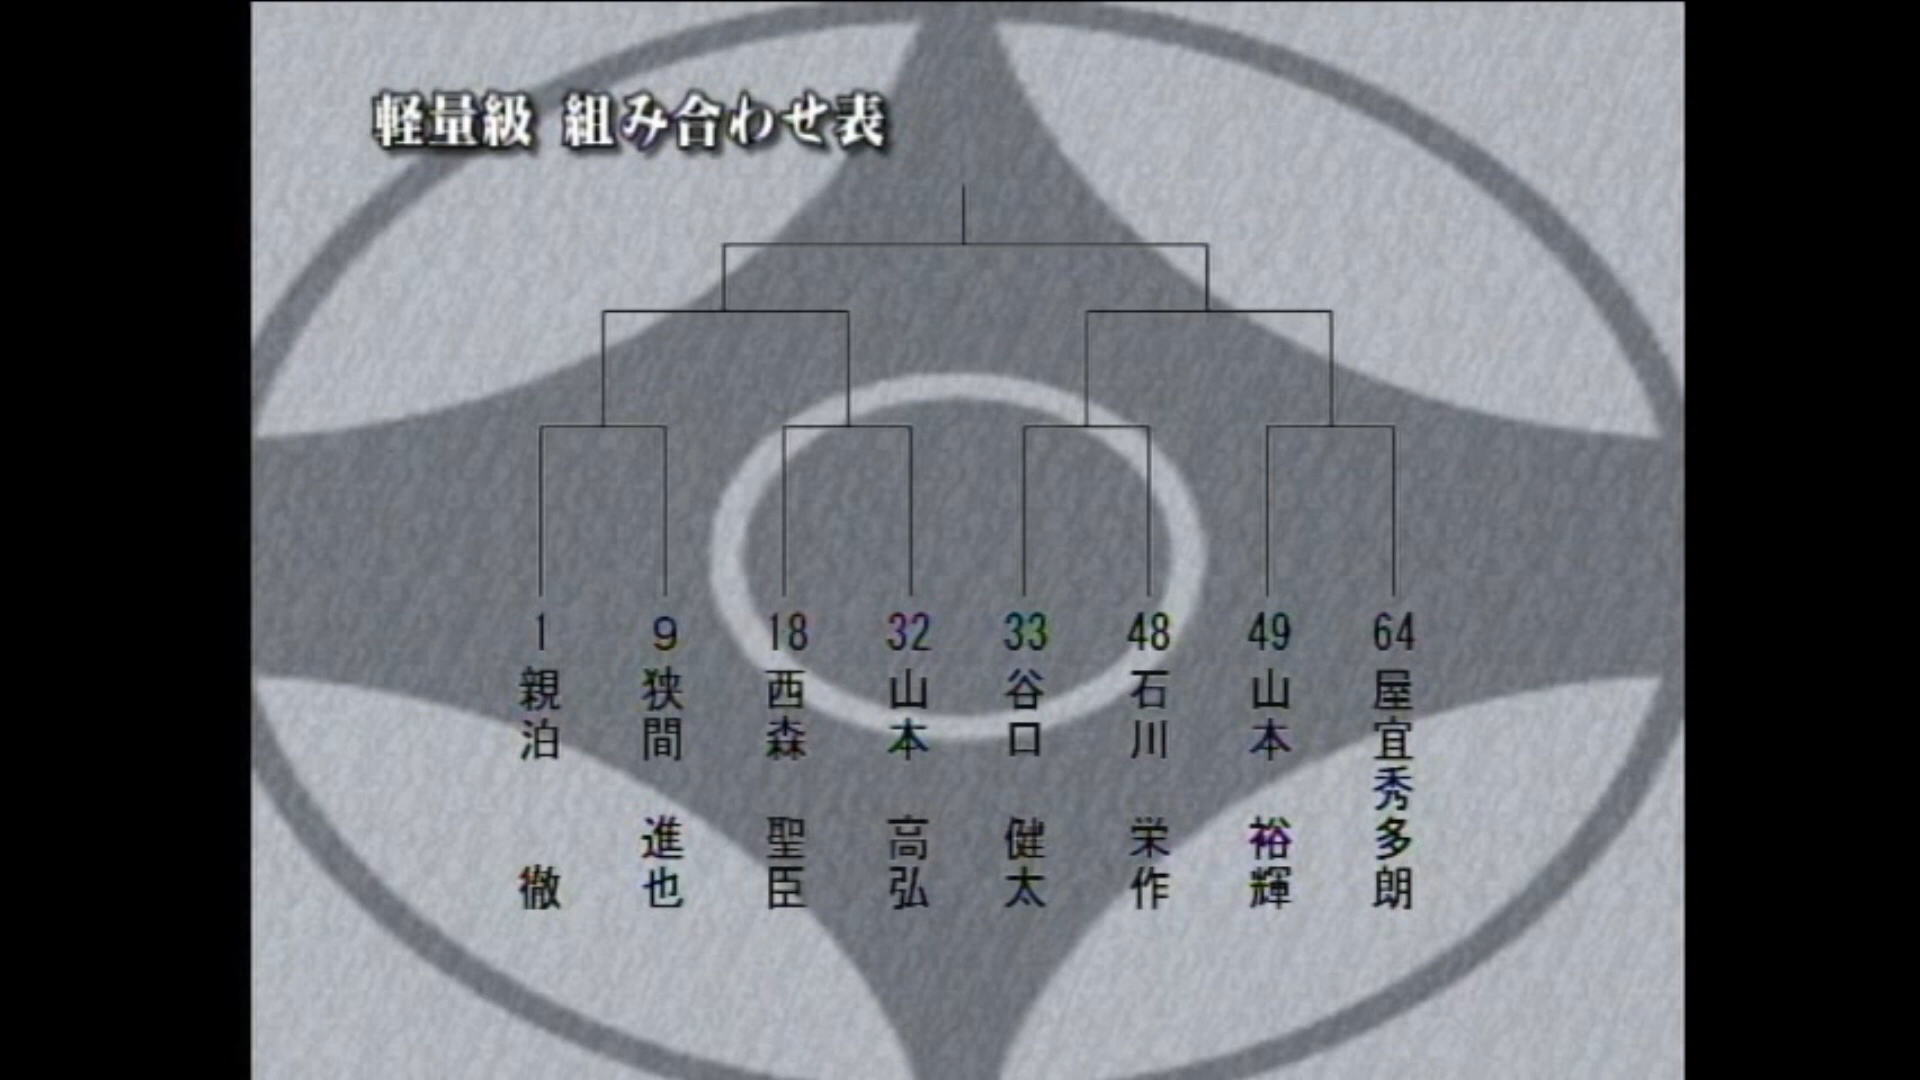 軽量級 組み合わせ表
1 親泊 徹
9 狭間 進也
18 西森 聖臣
32 山本 高弘
33 谷口 健太
48 石川 栄作
49 山本 裕輝
64 屋宜秀多朗